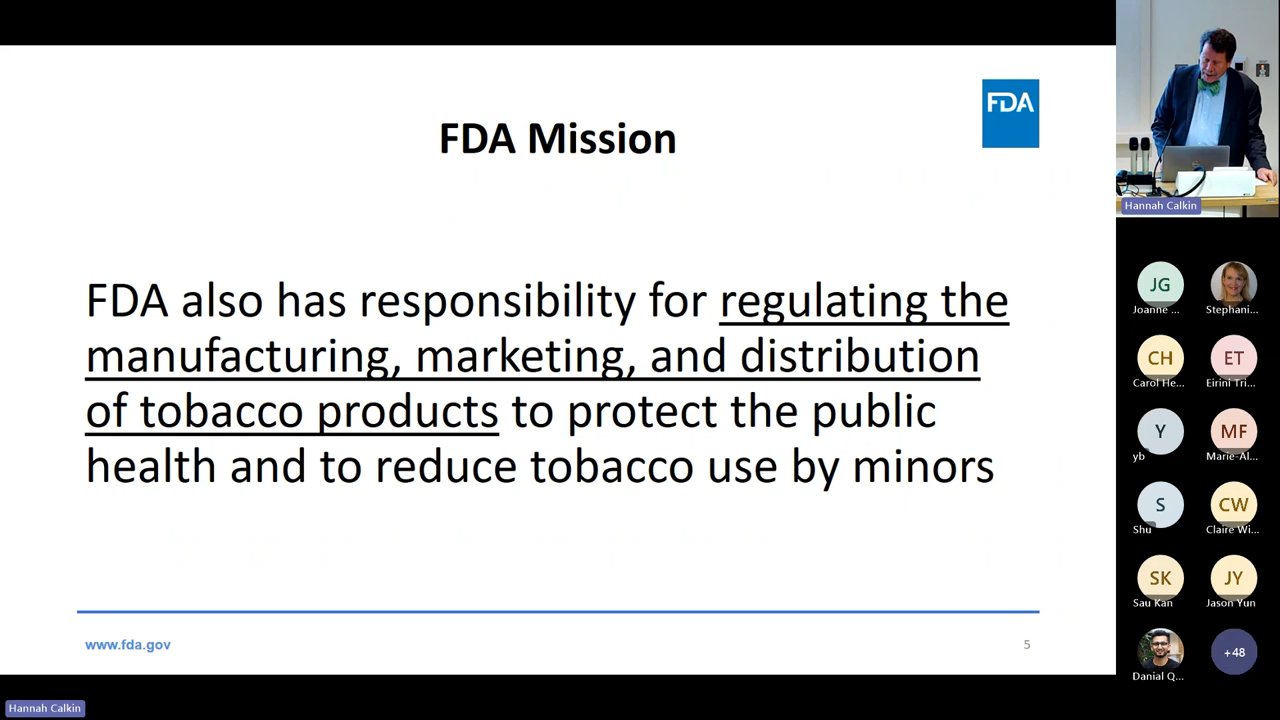 FDA
FDA Mission
FDA also has responsibility for regulating the
manufacturing, marketing, and distribution
of tobacco products to protect the public
health and to reduce tobacco use by minors
www.fda.gov
5
Hannah Calkin
Hannah Calkin
JG
Joanne ...
Stephani...
CH
Carol He...
ET
Eirini Tri...
Y
yb
MF
Marie-Al...
S
Shu
CW
Claire Wi...
SK
Sau Kan
JY
Jason Yun
Danial Q...
+48